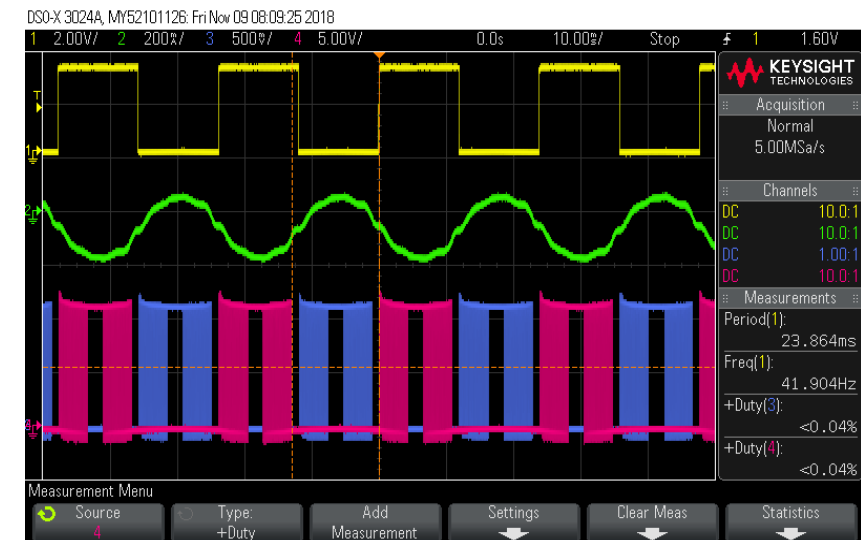 DSO-X 3024A, MY52101126: Fri Nov 09 08:09:25 2018
1 2.00V/ 2 200%/ 3 500%/ 4 5.00V/ 0.0s 10.00%/ Stop 1 1.60V
KEYSIGHT
TECHNOLOGIES
Acquisition
Normal
5.00MSa/s
Channels
DC 10.0:1
DC 10.0:1
DC 1.00:1
DC 10.0:1
Measurements
Period(1):
23.864ms
Freq(1):
41.904Hz
+Duty(3):
<0.04%
+Duty(4):
<0.04%
T
1
2
3
Measurement Menu
Source
4
Type:
+Duty
Add
Measurement
Settings
Clear Meas
Statistics